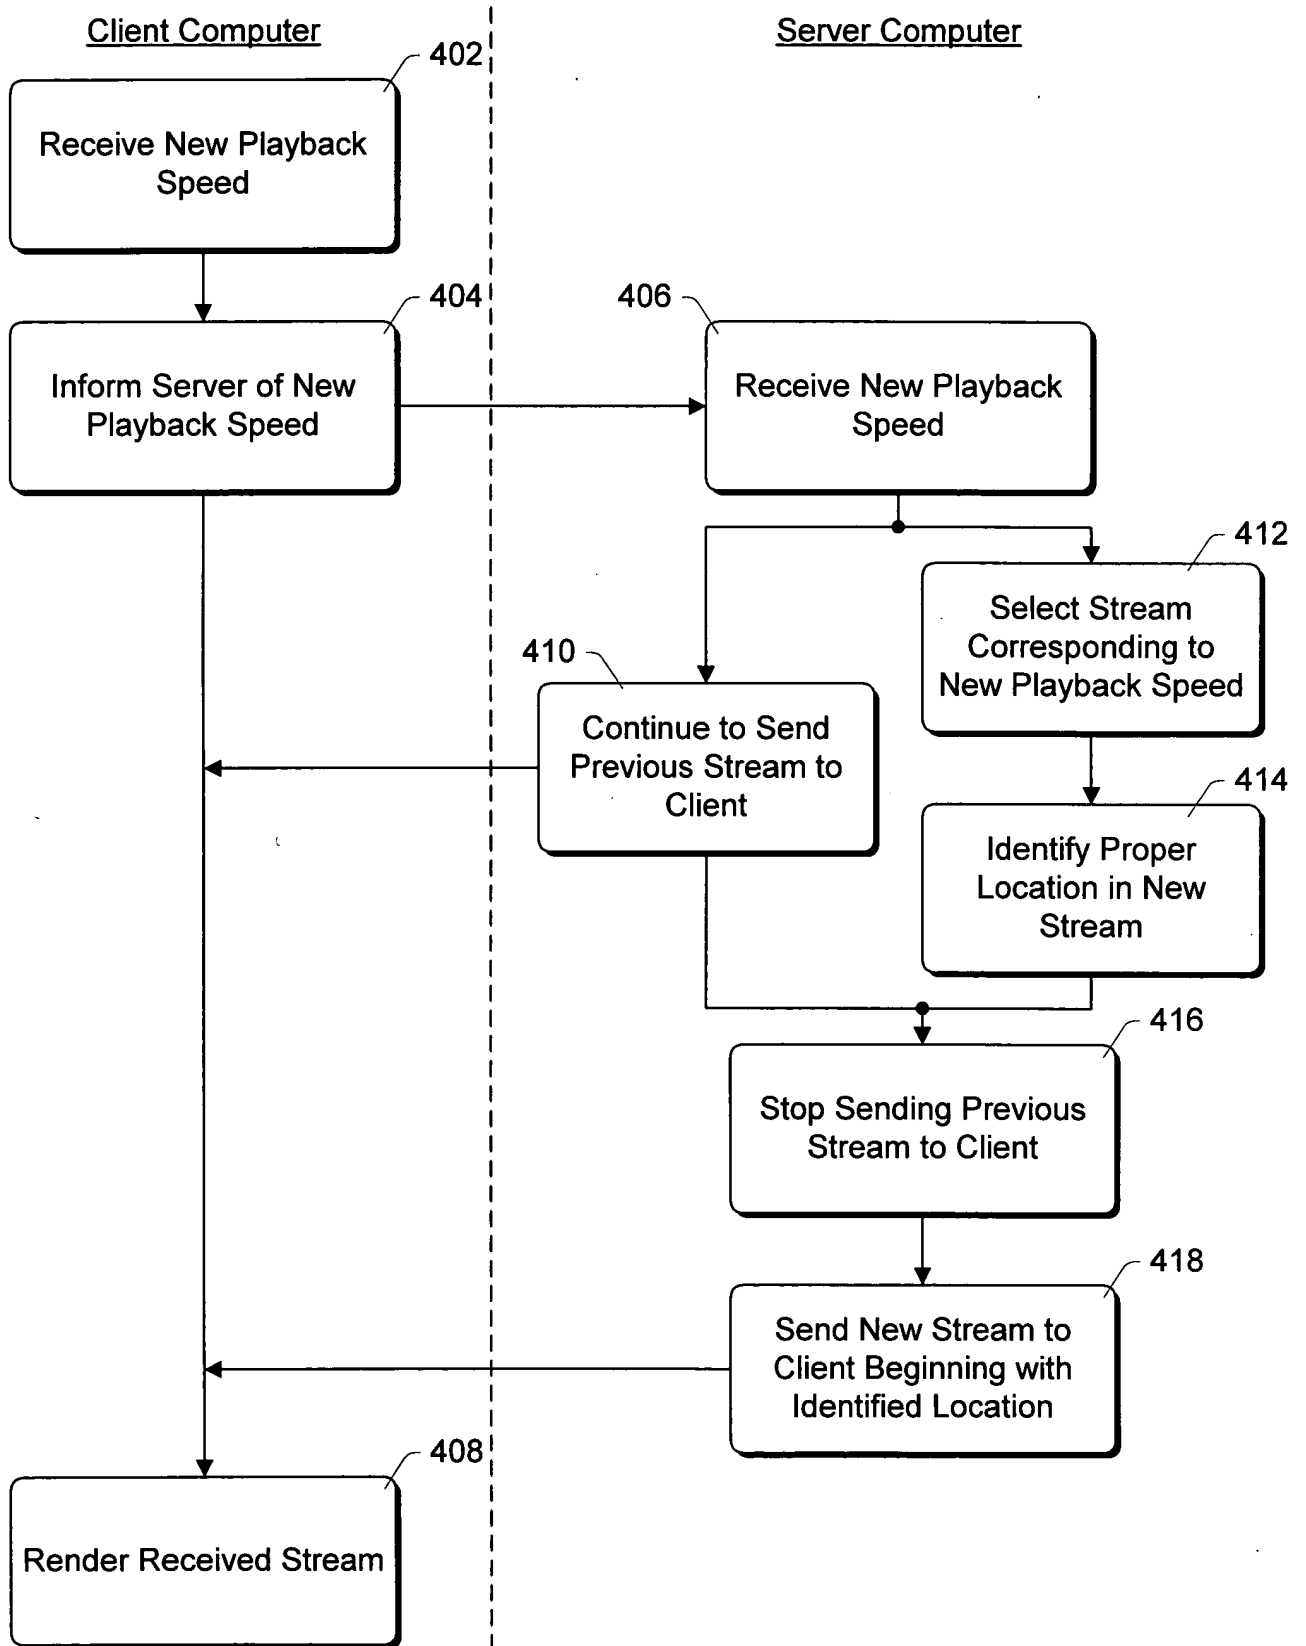 Client Computer
Server Computer
402
Receive New Playback
Speed
404
406
Inform Server of New
Playback Speed
Receive New Playback
Speed
412
Select Stream
Corresponding to
New Playback Speed
410
Continue to Send
Previous Stream to
Client
414
Identify Proper
Location in New
Stream
416
Stop Sending Previous
Stream to Client
418
Send New Stream to
Client Beginning with
Identified Location
408
Render Received Stream